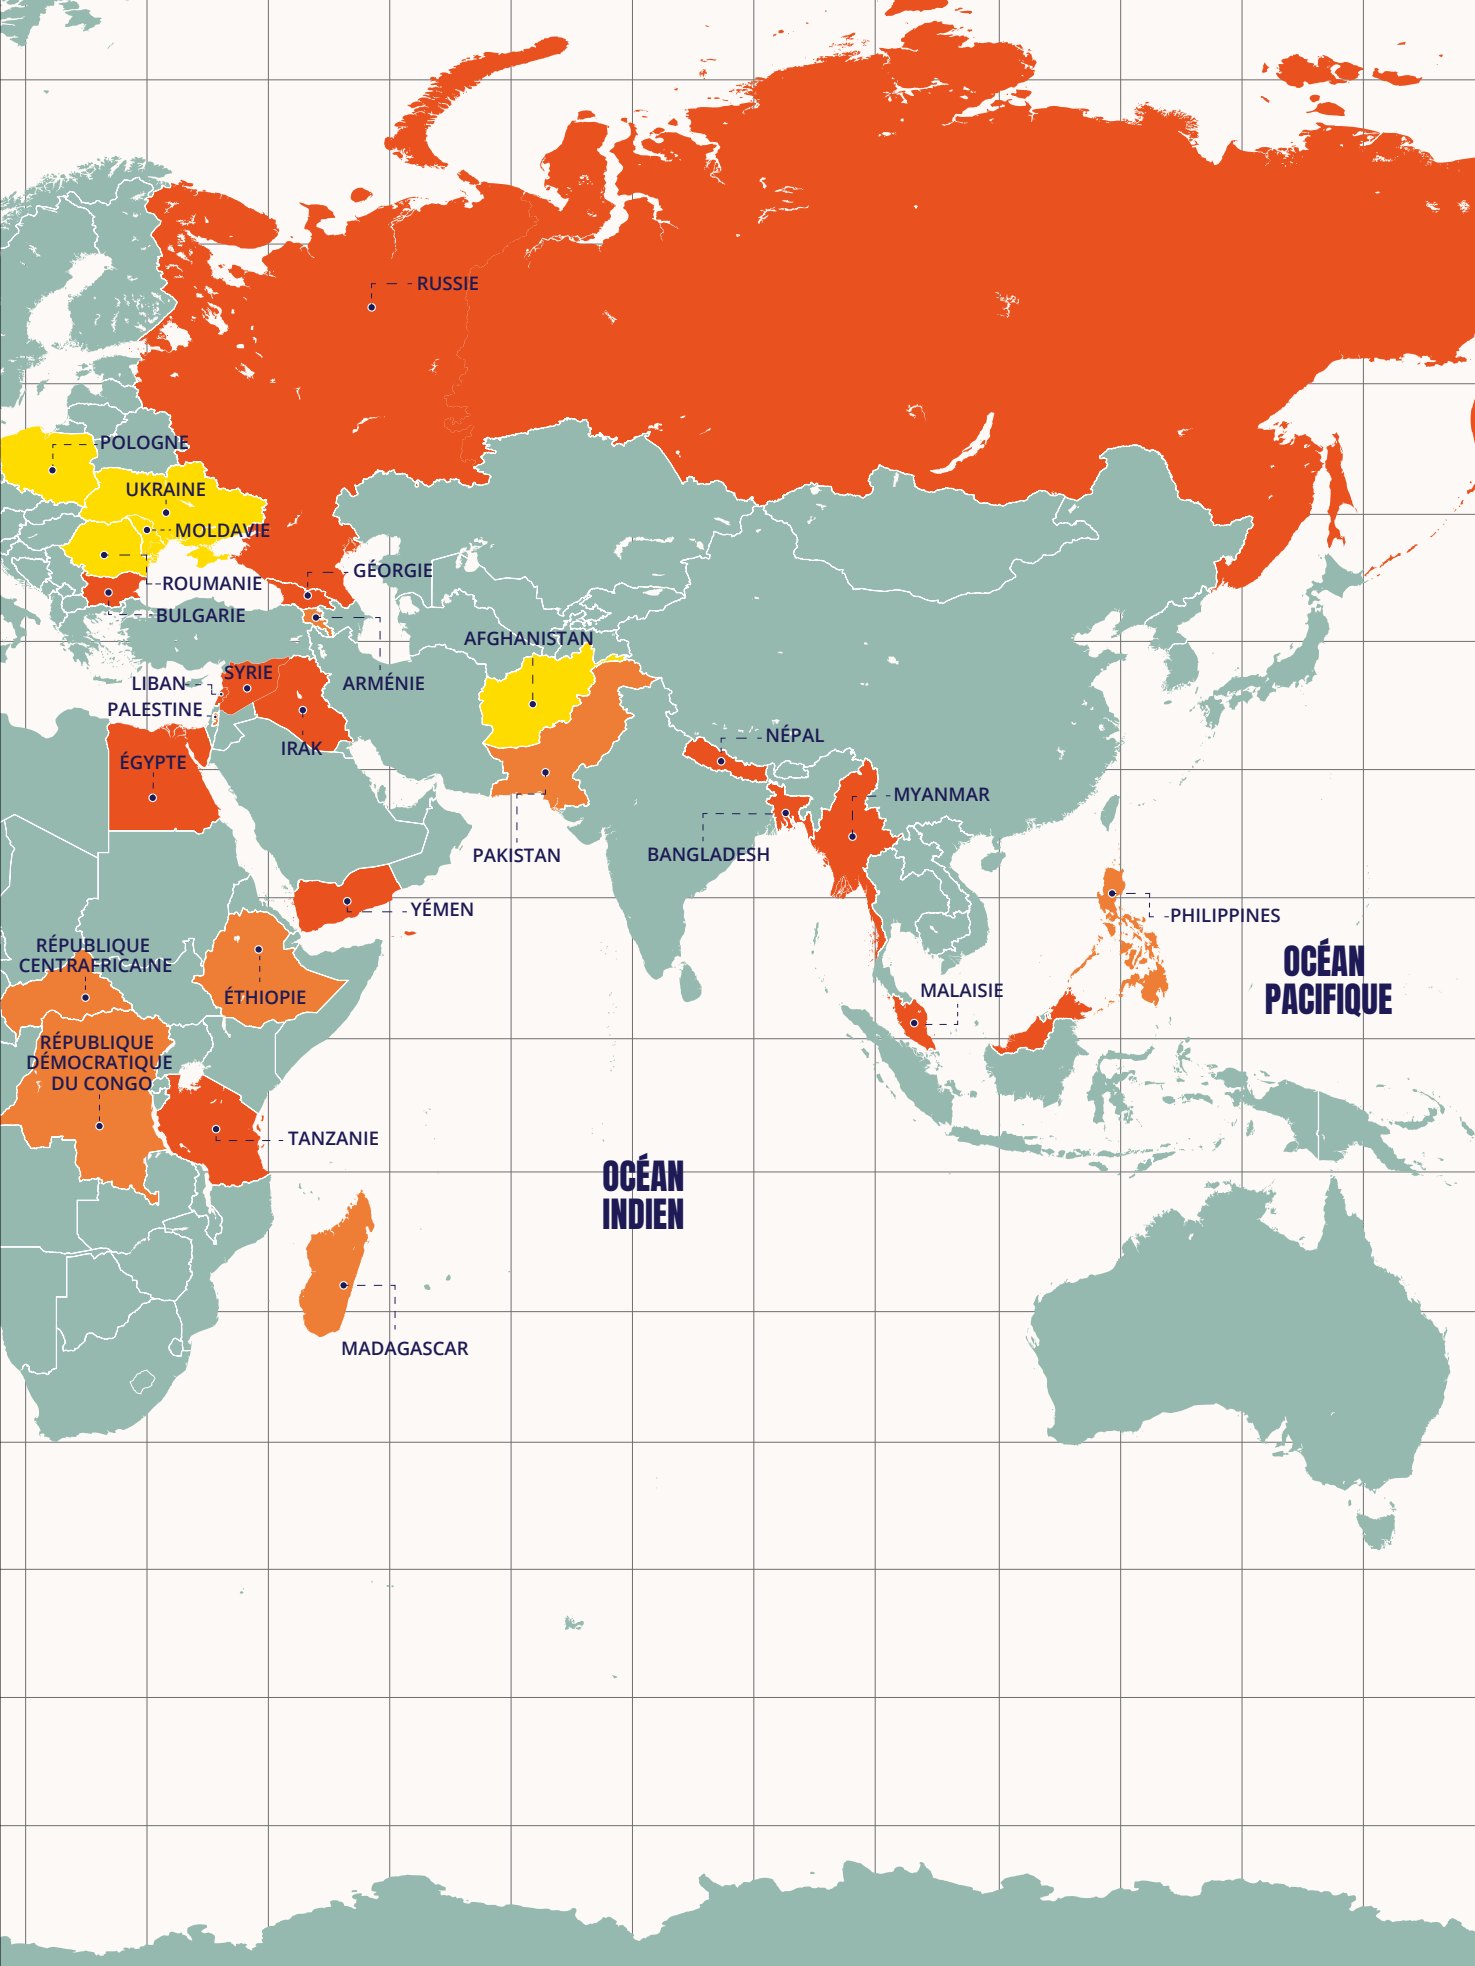 RUSSIE
POLOGNE
UKRAINE
MOLDAVIE
GÉORGIE
ROUMANIE
BULGARIE
AFGHANISTAN
SYRIE
LIBAN
ARMÉNIE
PALESTINE
NÉPAL
IRAK
ÉGYPTE
MYANMAR
PAKISTAN
BANGLADESH
YÉMEN
PHILIPPINES
RÉPUBLIQUE
CENTRAFRICAINE
OCÉAN
PACIFIQUE
ÉTHIOPIE
MALAISIE
RÉPUBLIQUE
DÉMOCRATIQUE
DU CONGO
TANZANIE
OCÉAN
INDIEN
MADAGASCAR